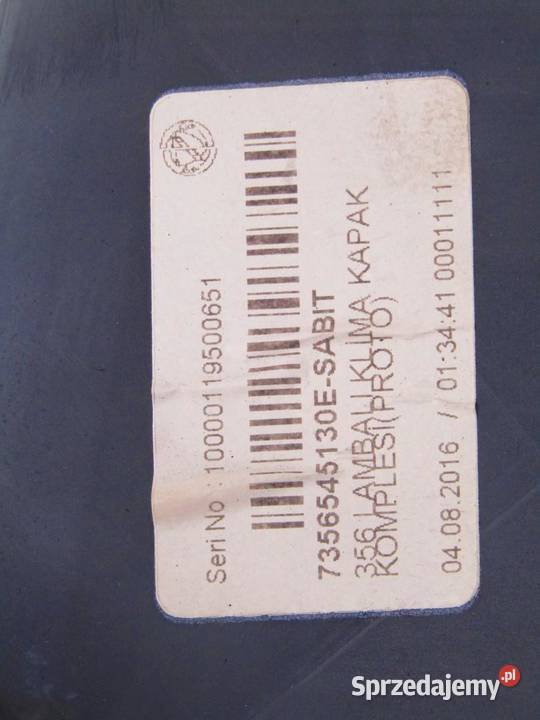 Seri No : 10000119500651
7356545130E-SABIT
356 LAMBALI KLIMA KAPAK
KOMPLESI(PROTO)
04.08.2016 / 01:34:41 00011111
Sprzedajemy.pl